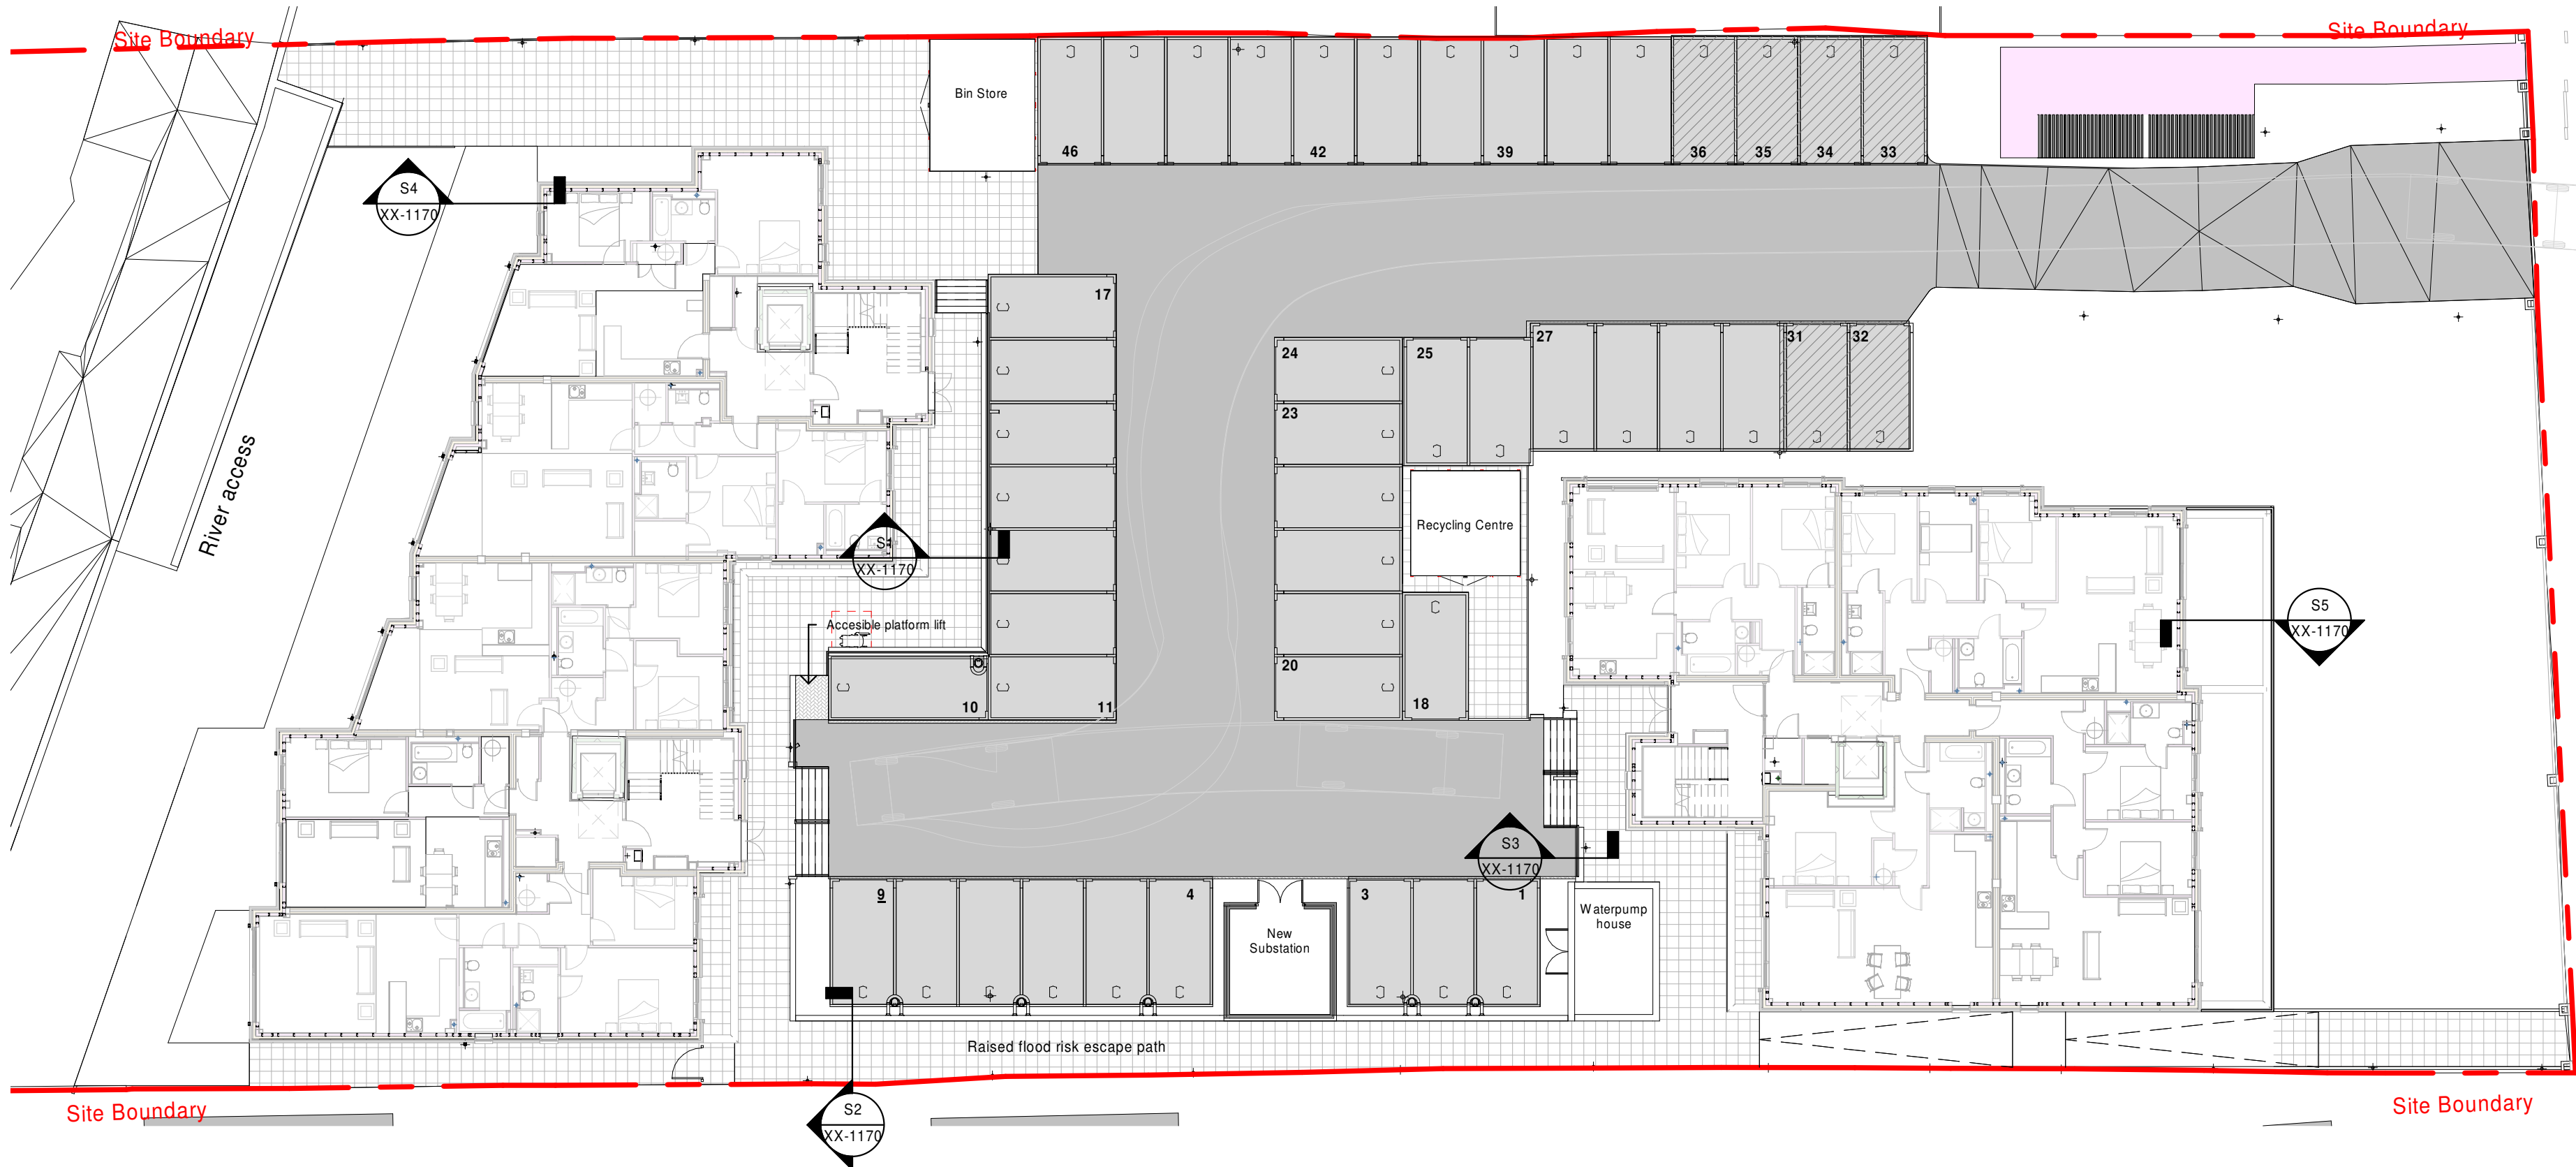 Site Boundary
Site Boundary
Bin Store
46
42
39
36
35
34
33
S4
XX-1170
17
24
25
27
31
32
23
River access
Recycling Centre
S1
XX-1170
Accesible platform lift
S5
XX-1170
20
18
10
11
S3
XX-1170
9
4
3
1
New
Substation
Waterpump
house
Raised flood risk escape path
Site Boundary
S2
XX-1170
Site Boundary